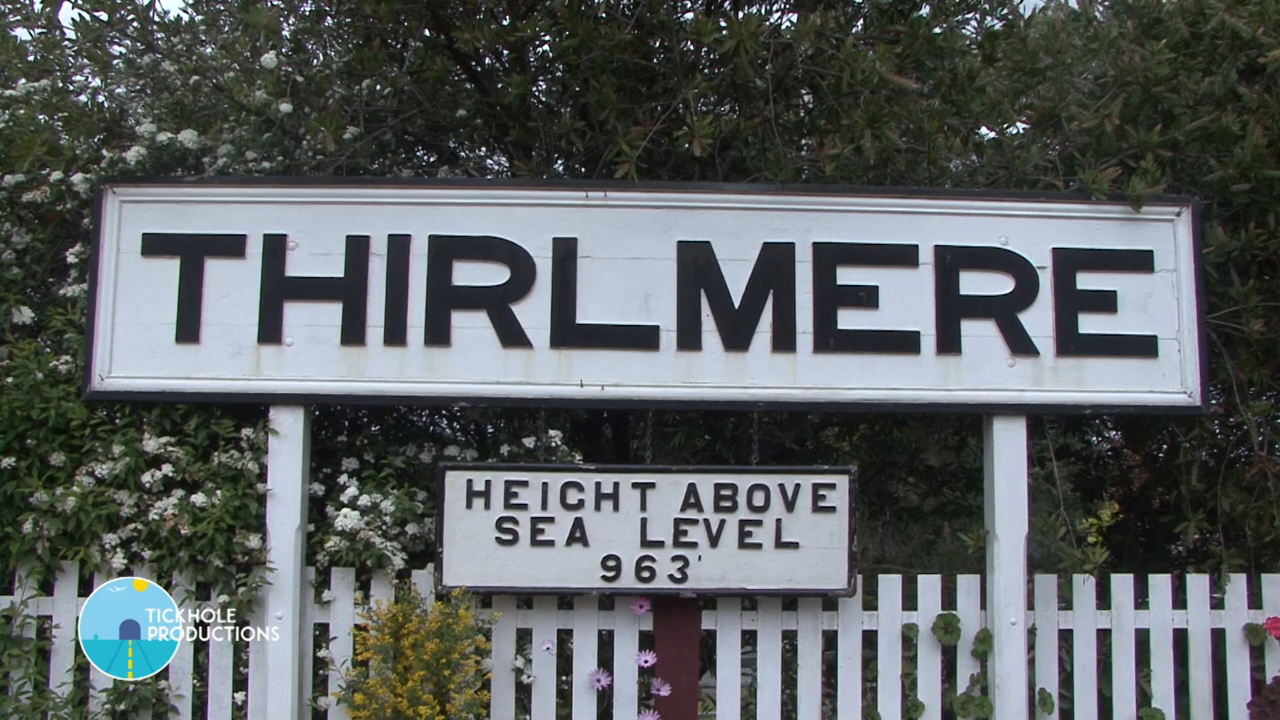 THIRLMERE
HEIGHT ABOVE
SEA LEVEL
963'
TICKHOLE
PRODUCTIONS